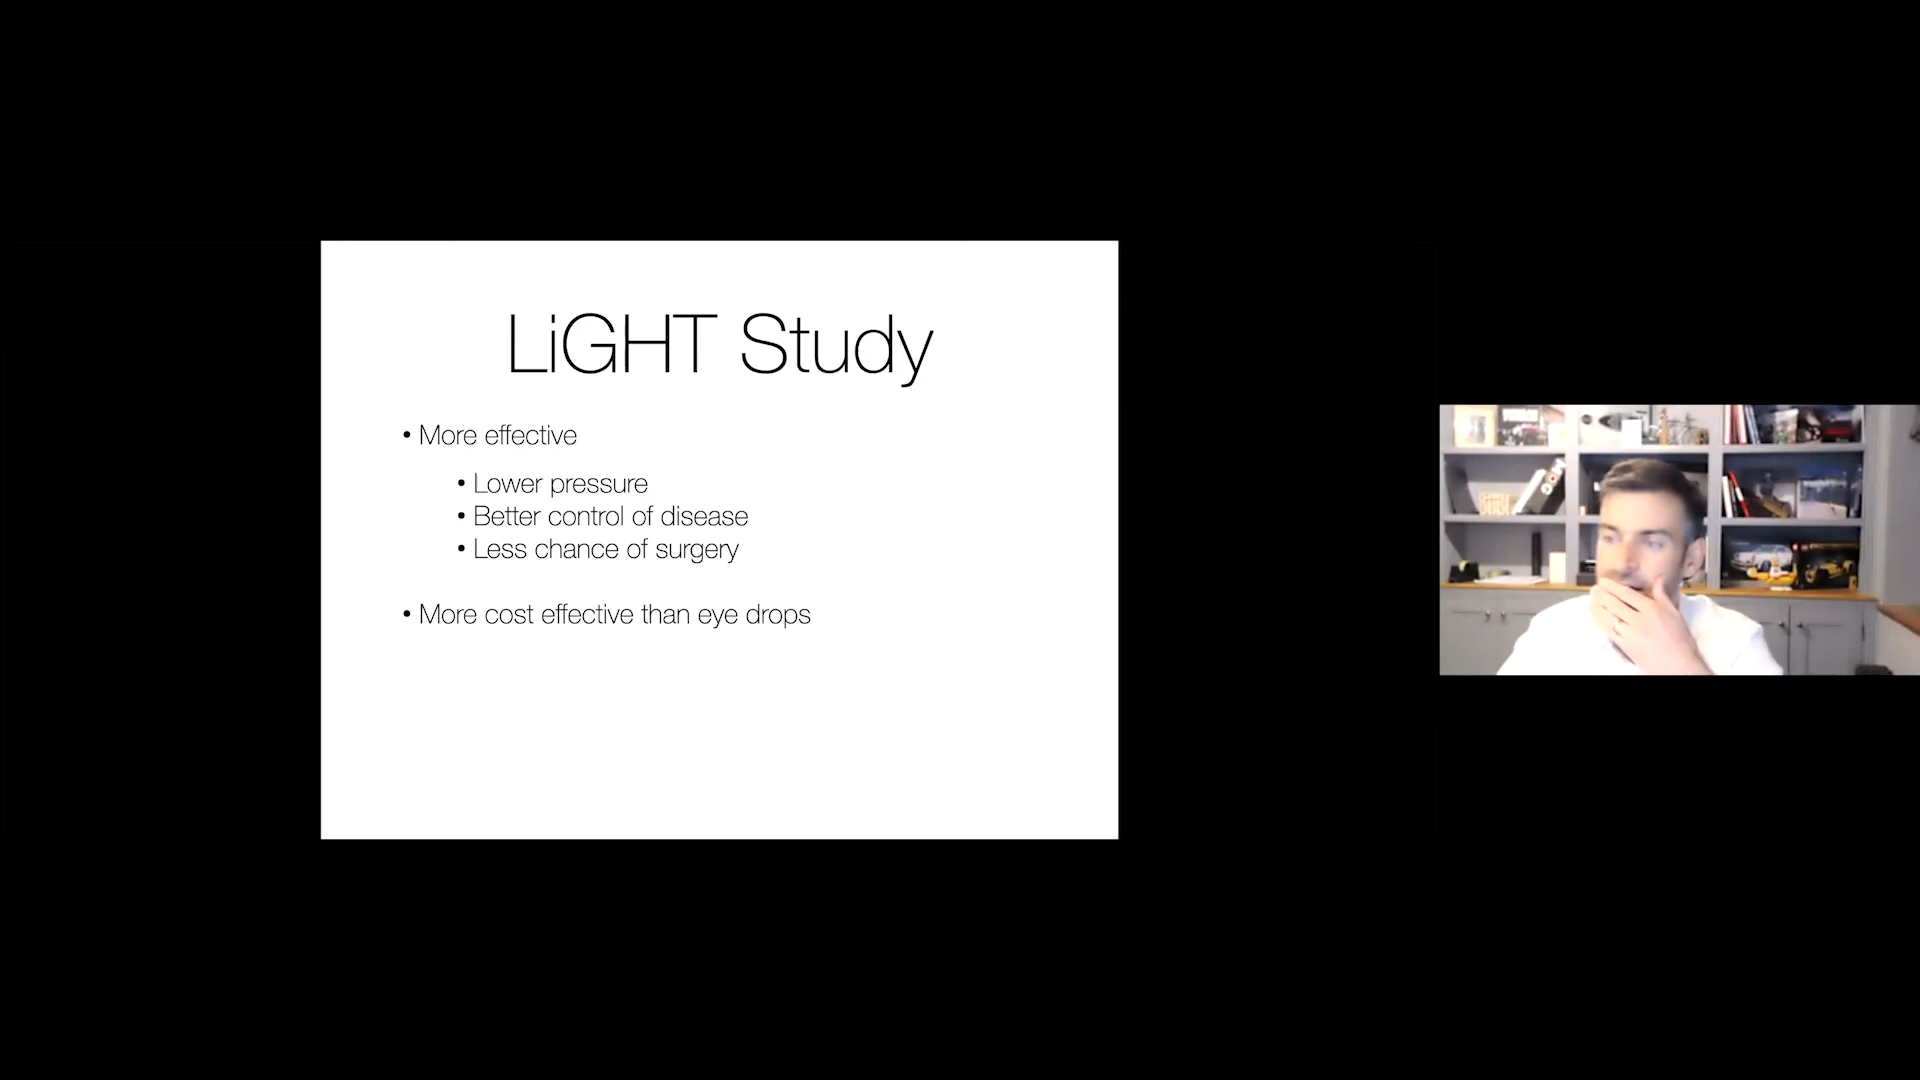 LiGHT Study
• More effective
• Lower pressure
• Better control of disease
• Less chance of surgery
• More cost effective than eye drops